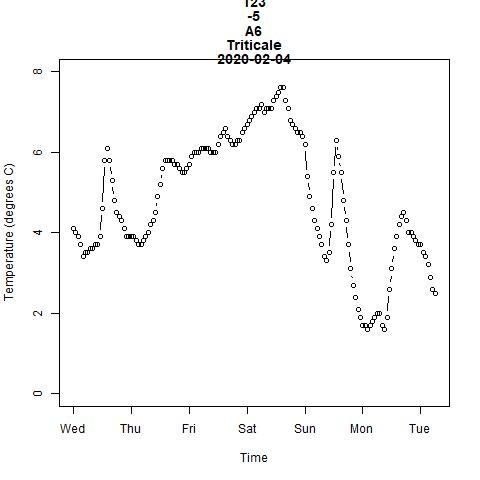 123
-5
A6
Triticale
2020-02-04
8
6
4
2
0
Temperature (degrees C)
Wed Thu Fri Sat Sun Mon Tue
Time